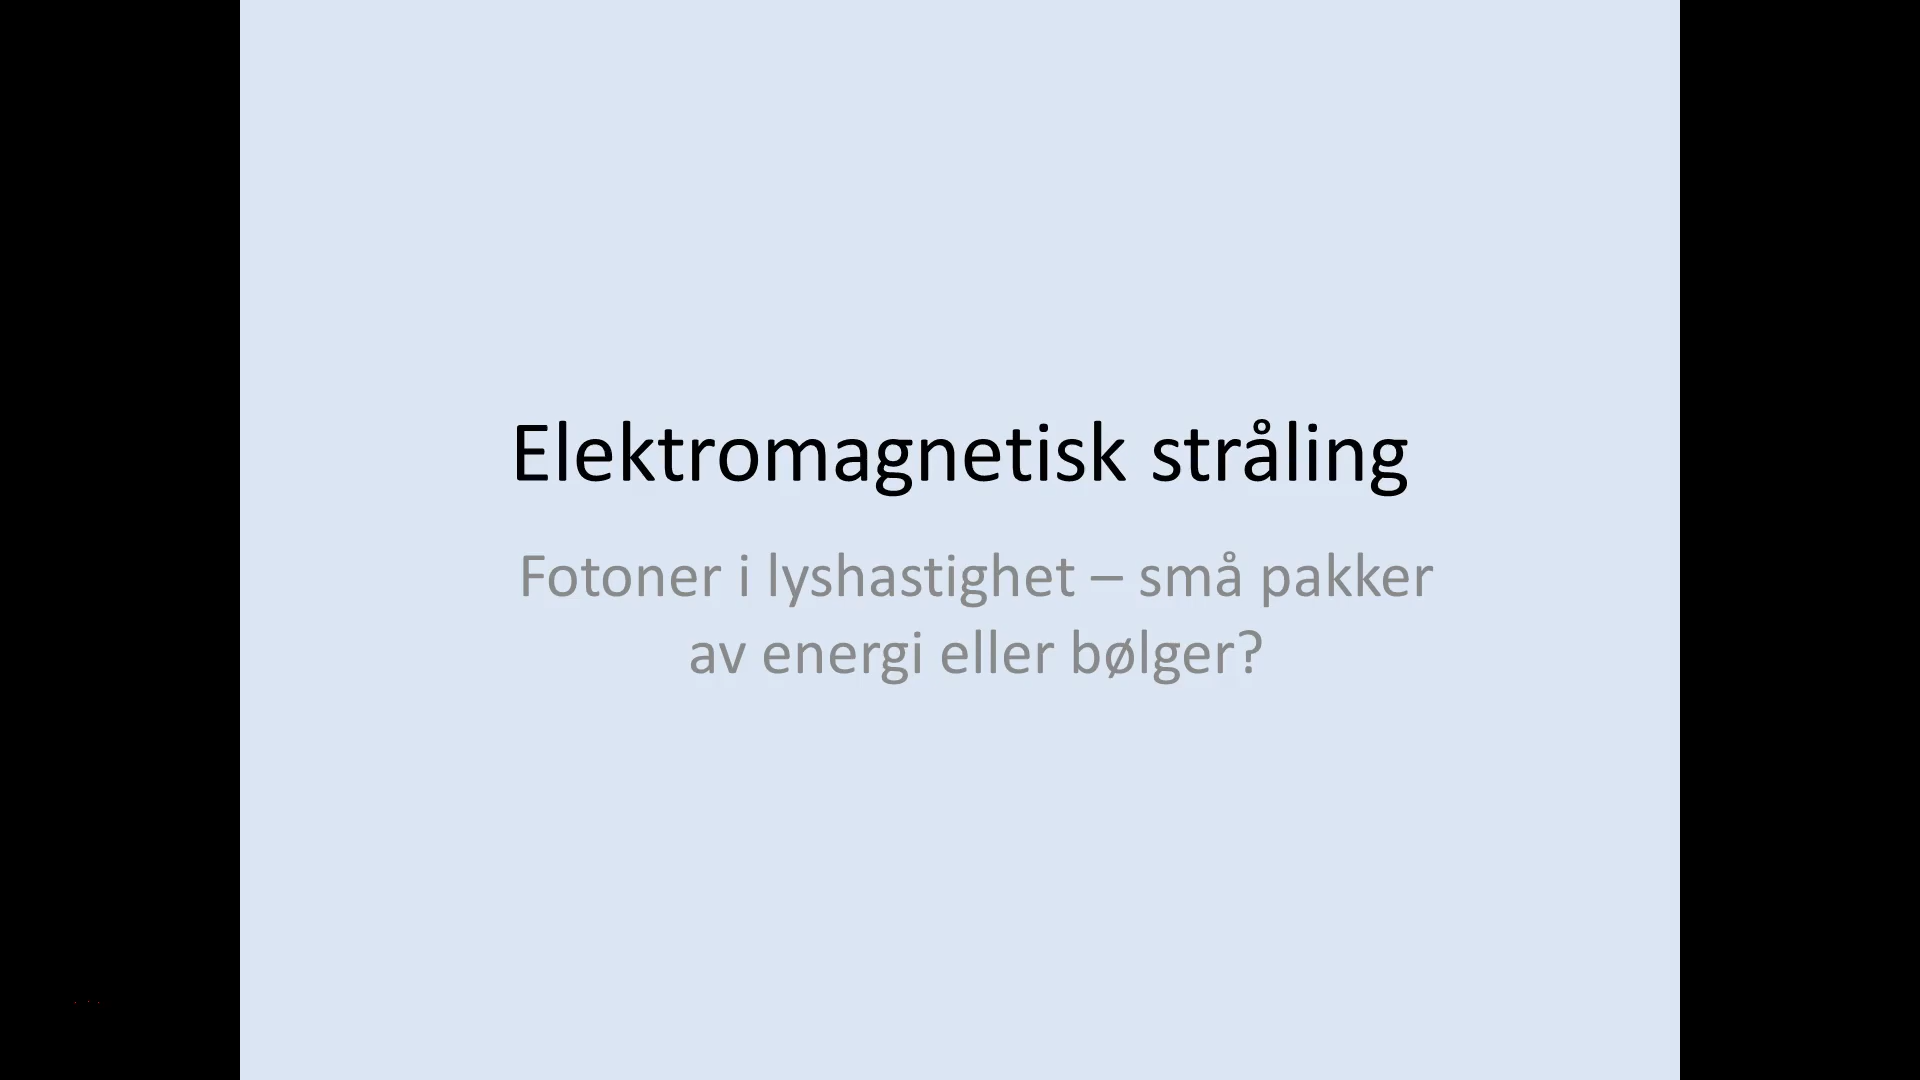 Elektromagnetisk stråling
Fotoner i lyshastighet – små pakker
av energi eller bølger?